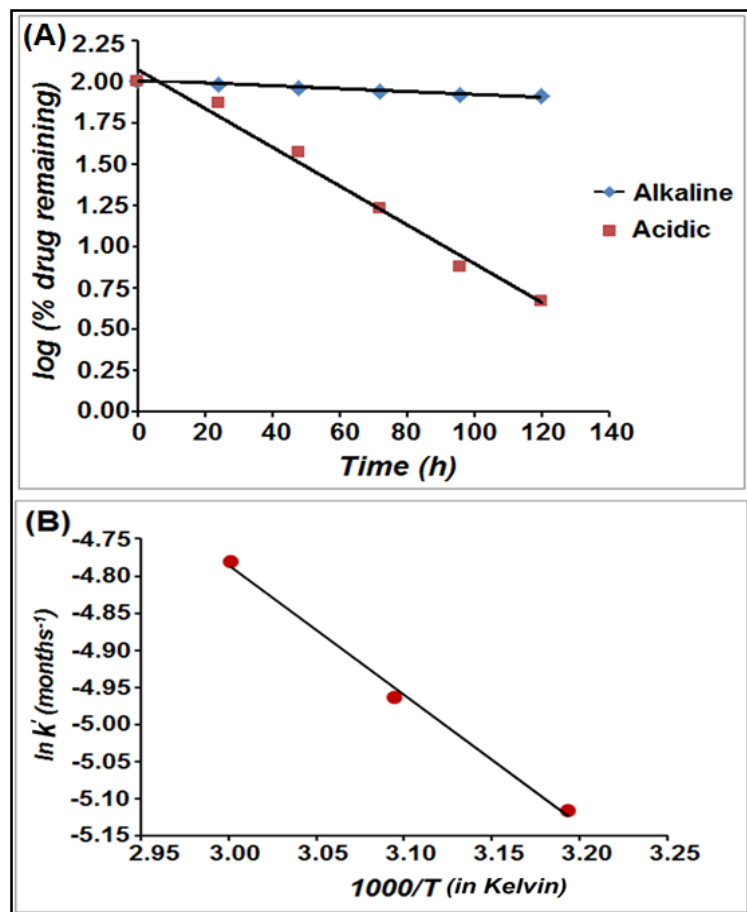 (A)
2.25
2.00
1.75
1.50
1.25
1.00
0.75
0.50
0.25
0.00
log (% drug remaining)
0 20 40 60 80 100 120 140
Time (h)
Alkaline
Acidic
(B)
-4.75
-4.80
-4.85
-4.90
-4.95
-5.00
-5.05
-5.10
-5.15
ln k' (months-1)
2.95 3.00 3.05 3.10 3.15 3.20 3.25
1000/T (in Kelvin)